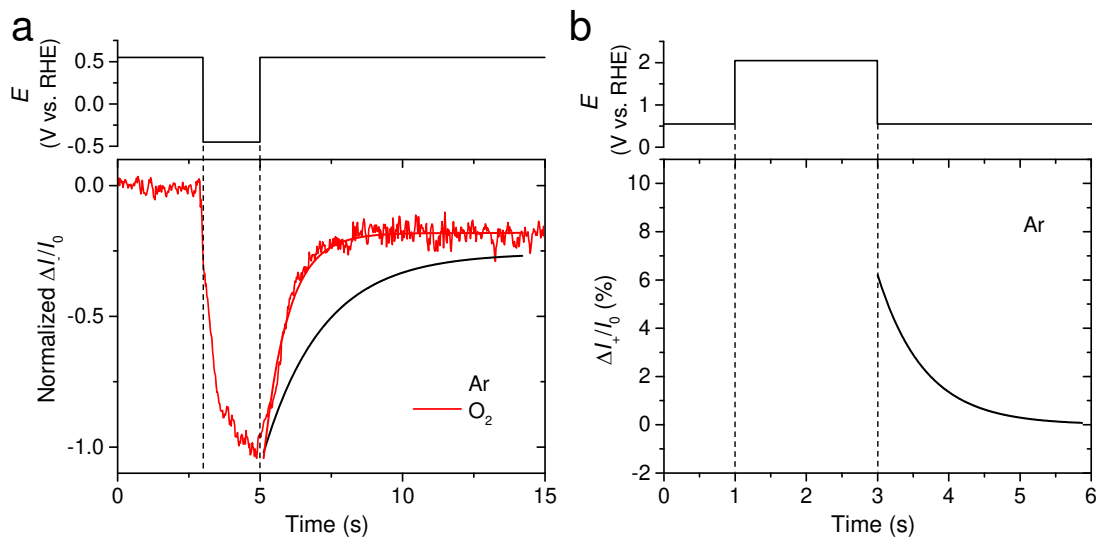 a
E
(V vs. RHE)
0.5
0.0
-0.5
Normalized ΔI₋/I₀
0.0
-0.5
-1.0
Ar
O₂
0 5 10 15
Time (s)
b
E
(V vs. RHE)
2
1
0
ΔI₊/I₀ (%)
10
8
6
4
2
0
-2
Ar
0 1 2 3 4 5 6
Time (s)